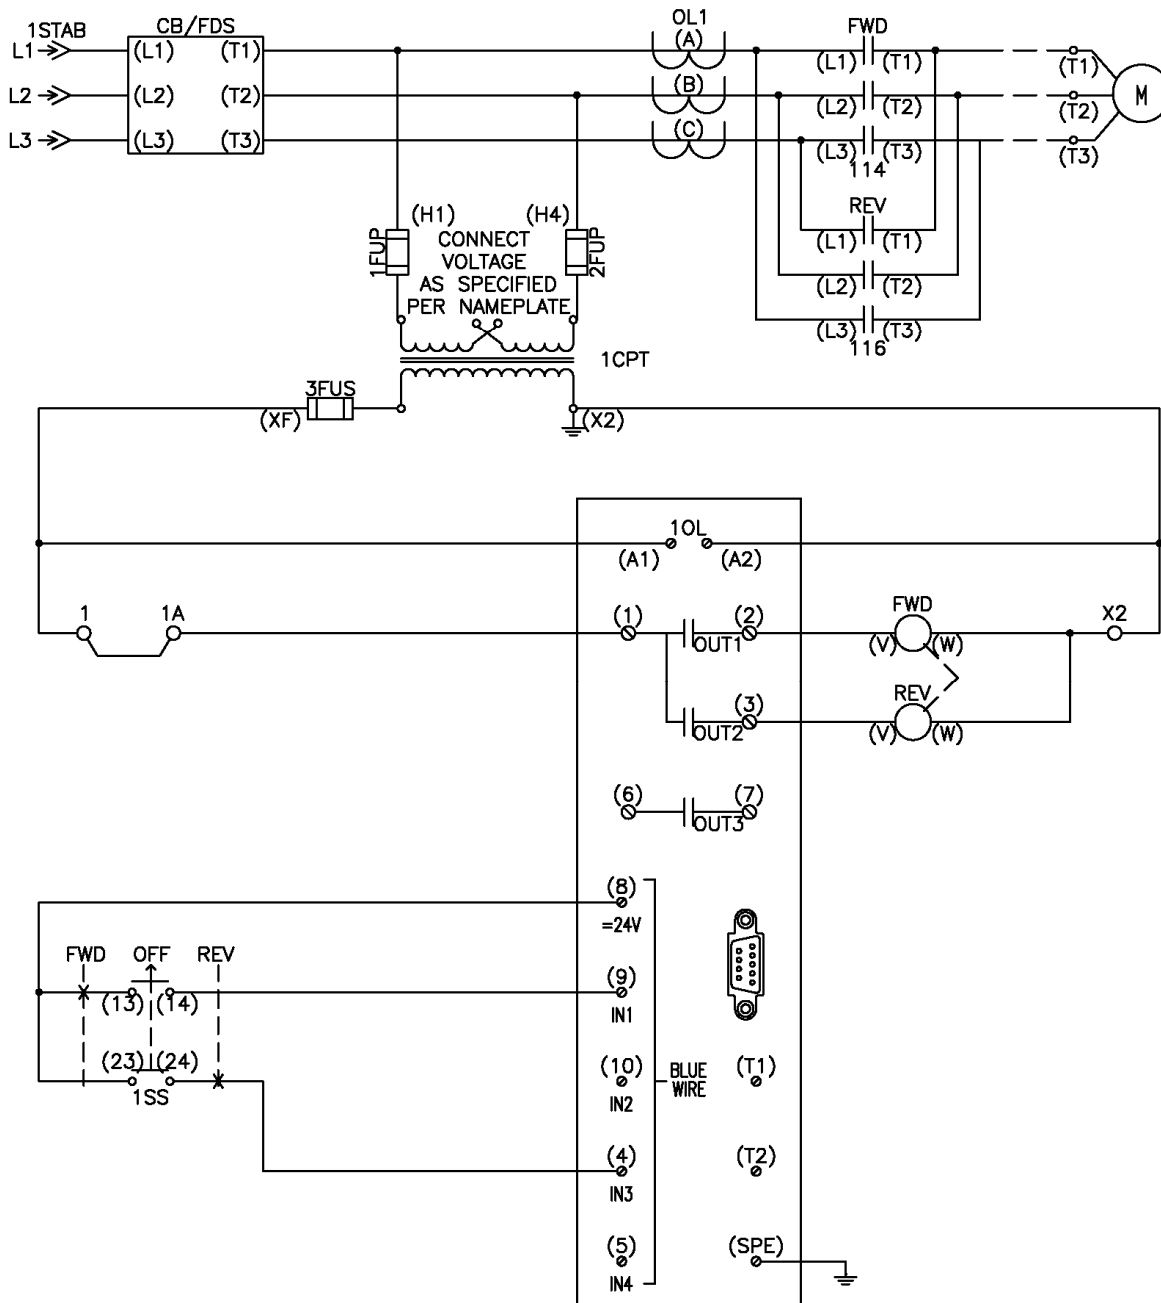 1STAB
CB/FDS
OL1
FWD
L1
(L1)
(T1)
(A)
(L1)
(T1)
(T1)
L2
(L2)
(T2)
(B)
(L2)
(T2)
(T2)
M
L3
(L3)
(T3)
(C)
(L3)
(T3)
(T3)
114
REV
(L1)
(T1)
(L2)
(T2)
(L3)
(T3)
116
(H1)
(H4)
1FUP
2FUP
CONNECT
VOLTAGE
AS SPECIFIED
PER NAMEPLATE
1CPT
3FUS
(XF)
(X2)
1OL
(A1)
(A2)
1
1A
(1)
(2)
OUT1
FWD
(V)
(W)
X2
(3)
OUT2
REV
(V)
(W)
(6)
(7)
OUT3
(8)
=24V
FWD
OFF
REV
(13)
(14)
(9)
IN1
(23)
(24)
1SS
(10)
IN2
BLUE
WIRE
(T1)
(4)
IN3
(T2)
(5)
IN4
(SPE)